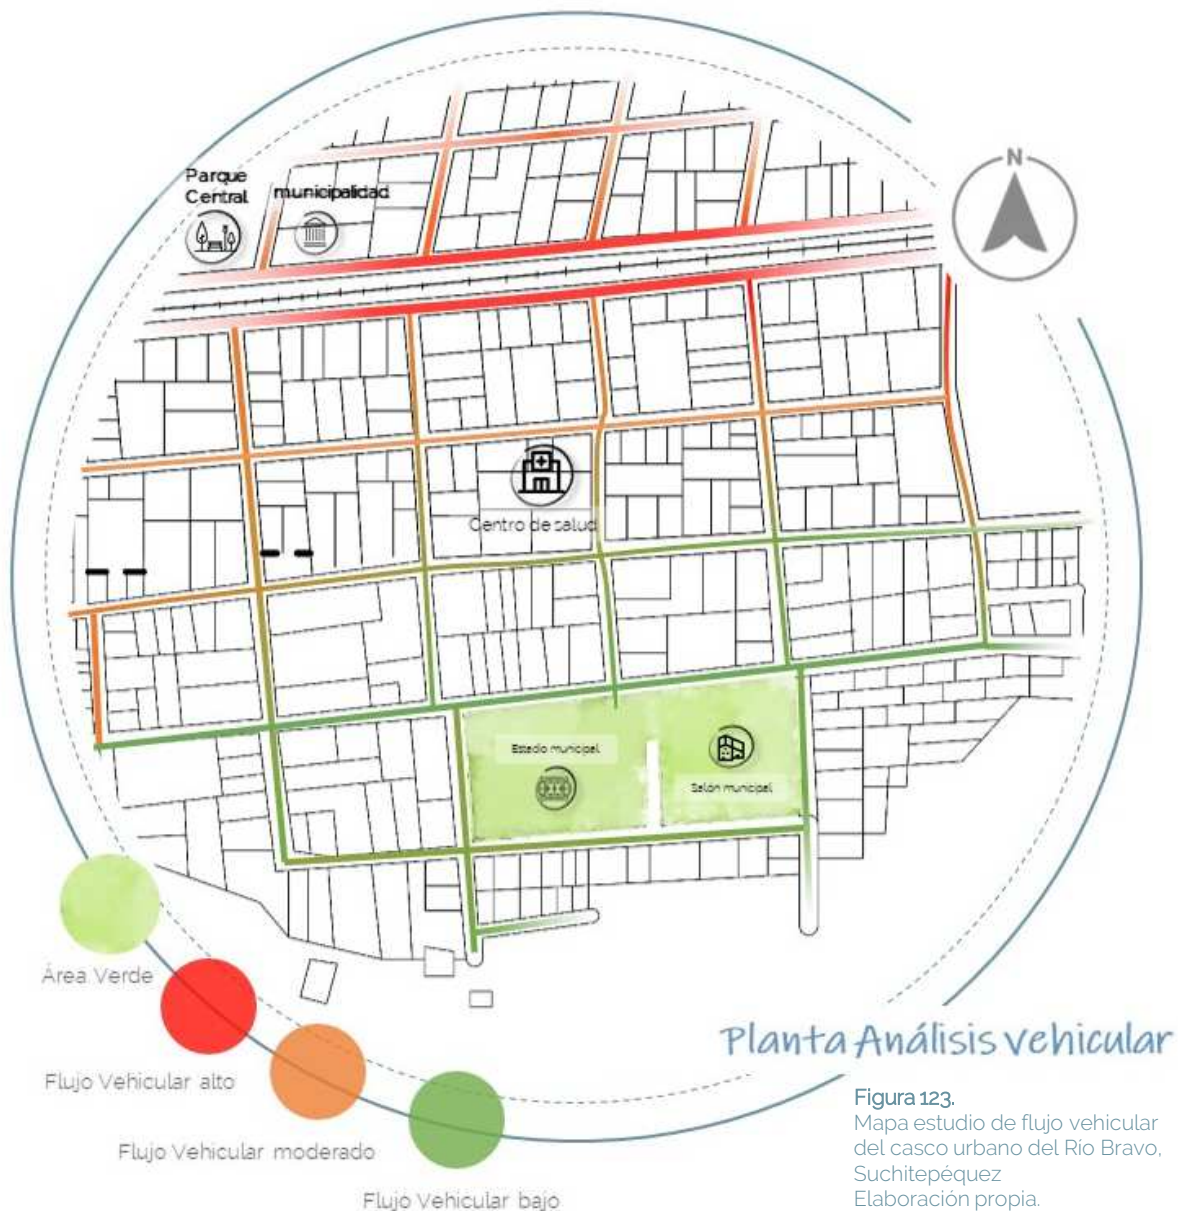 N
Parque
Central
municipalidad
Centro de salud
Estadio municipal
Salón municipal
Área Verde
Flujo Vehicular alto
Flujo Vehicular moderado
Flujo Vehicular bajo
Planta Análisis vehicular
Figura 123.
Mapa estudio de flujo vehicular
del casco urbano del Río Bravo,
Suchitepéquez
Elaboración propia.